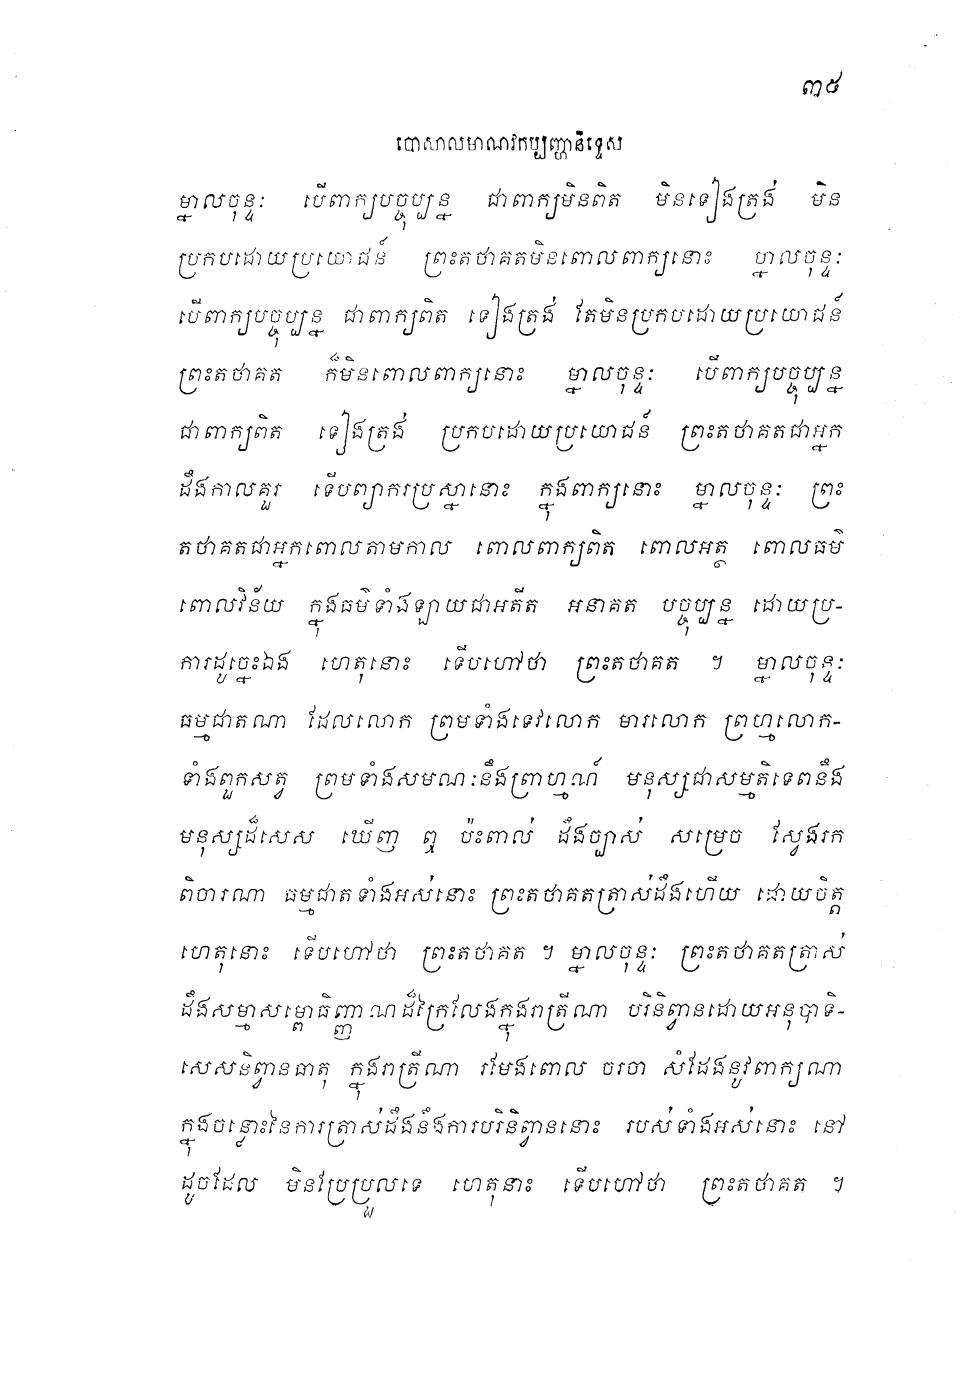 ៣៥
បោសាលមាណវកប្បញ្ហានិទ្ទេស
ម្នាលចុន្ទៈ បើពាក្យបច្ចុប្បន្ន ជាពាក្យមិនពិត មិនទៀងត្រង់ មិន
ប្រកបដោយប្រយោជន៍ ព្រះតថាគតមិនពោលពាក្យនោះ ម្នាលចុន្ទៈ
បើពាក្យបច្ចុប្បន្ន ជាពាក្យពិត ទៀងត្រង់ តែមិនប្រកបដោយប្រយោជន៍
ព្រះតថាគត ក៏មិនពោលពាក្យនោះ ម្នាលចុន្ទៈ បើពាក្យបច្ចុប្បន្ន
ជាពាក្យពិត ទៀងត្រង់ ប្រកបដោយប្រយោជន៍ ព្រះតថាគតជាអ្នក
ដឹងកាលគួរ ទើបព្យាករប្រស្នានោះ ក្នុងពាក្យនោះ ម្នាលចុន្ទៈ ព្រះ
តថាគតជាអ្នកពោលតាមកាល ពោលពាក្យពិត ពោលអត្ថ ពោលធម៌
ពោលវិន័យ ក្នុងធម៌ទាំងឡាយជាអតីត អនាគត បច្ចុប្បន្ន ដោយប្រ-
ការដូច្នេះឯង ហេតុនោះ ទើបហៅថា ព្រះតថាគត ។ ម្នាលចុន្ទៈ
ធម្មជាតណា ដែលលោក ព្រមទាំងទេវលោក មារលោក ព្រហ្មលោក-
ទាំងពួកសត្វ ព្រមទាំងសមណៈនឹងព្រាហ្មណ៍ មនុស្សជាសម្មតិទេពនឹង
មនុស្សដ៏សេស ឃើញ ឮ ប៉ះពាល់ ដឹងច្បាស់ សម្រេច ស្វែងរក
ពិចារណា ធម្មជាតទាំងអស់នោះ ព្រះតថាគតត្រាស់ដឹងហើយ ដោយចិត្ត
ហេតុនោះ ទើបហៅថា ព្រះតថាគត ។ ម្នាលចុន្ទៈ ព្រះតថាគតត្រាស់
ដឹងសម្មាសម្ពោធិញ្ញាណដ៏ក្រៃលែងក្នុងរាត្រីណា បរិនិព្វានដោយអនុបាទិ-
សេសនិព្វានធាតុ ក្នុងរាត្រីណា រមែងពោល ចរចា សំដែងនូវពាក្យណា
ក្នុងចន្លោះនៃការត្រាស់ដឹងនឹងការបរិនិព្វាននោះ របស់ទាំងអស់នោះ នៅ
ដូចដែល មិនប្រែប្រួលទេ ហេតុនោះ ទើបហៅថា ព្រះតថាគត ។